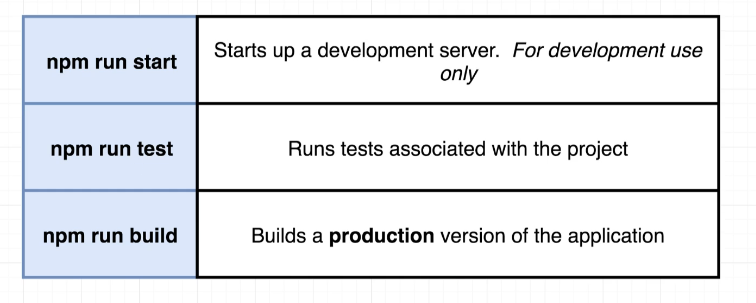 npm run start
Starts up a development server. For development use
only
npm run test
Runs tests associated with the project
npm run build
Builds a production version of the application